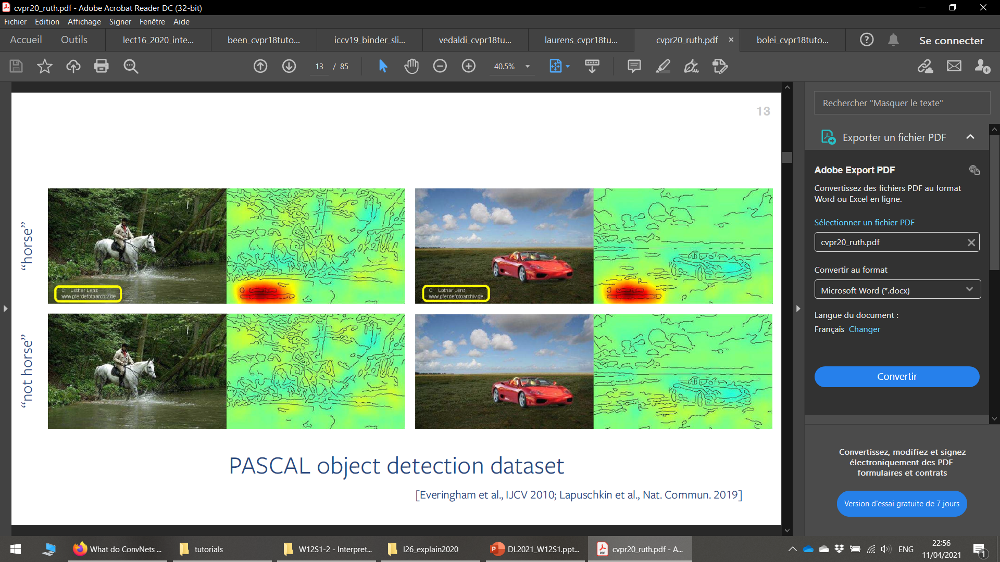 cvpr20_ruth.pdf - Adobe Acrobat Reader DC (32-bit)
Fichier Edition Affichage Signer Fenêtre Aide
Accueil Outils lect16_2020_inte... been_cvpr18tuto... iccv19_binder_sli... vedaldi_cvpr18tu... laurens_cvpr18tu... cvpr20_ruth.pdf × bolei_cvpr18tuto... Se connecter
13 / 85 40.5%
13
"horse"
C: Lothar Lenz
www.pferdefotoarchiv.de
C: Lothar Lenz
www.pferdefotoarchiv.de
"not horse"
PASCAL object detection dataset
[Everingham et al., IJCV 2010; Lapuschkin et al., Nat. Commun. 2019]
Rechercher "Masquer le texte"
Exporter un fichier PDF
Adobe Export PDF
Convertissez des fichiers PDF au format
Word ou Excel en ligne.
Sélectionner un fichier PDF
cvpr20_ruth.pdf
Convertir au format
Microsoft Word (*.docx)
Langue du document :
Français Changer
Convertir
Convertissez, modifiez et signez
électroniquement des PDF
formulaires et contrats
Version d'essai gratuite de 7 jours
What do ConvNets ... tutorials W12S1-2 - Interpret... l26_explain2020 DL2021_W12S1.ppt... cvpr20_ruth.pdf - A... ENG
22:56
11/04/2021
1